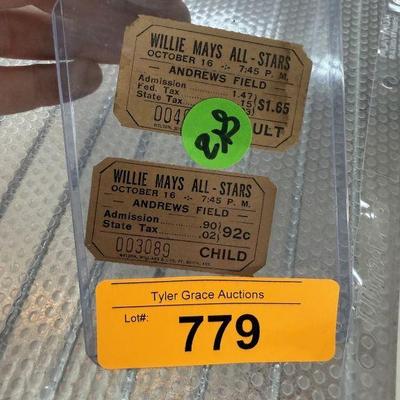 WILLIE MAYS ALL-STARS
OCTOBER 16 -:- 7:45 P. M.
ANDREWS FIELD
Admission 1.47
Fed. Tax .15
State Tax
$1.65
ULT
WILLIE MAYS ALL-STARS
OCTOBER 16 -:- 7:45 P. M.
ANDREWS FIELD
Admission .90
State Tax .02
92c
003089 CHILD
Tyler Grace Auctions
Lot#:
779